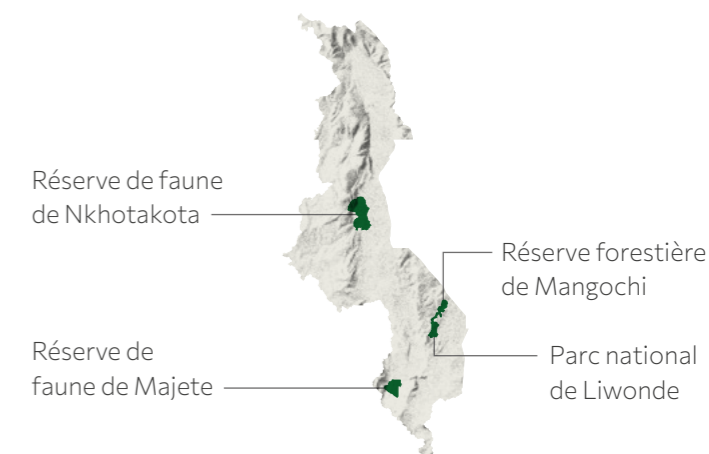 Réserve de faune
de Nkhotakota
Réserve forestière
de Mangochi
Réserve de
faune de Majete
Parc national
de Liwonde